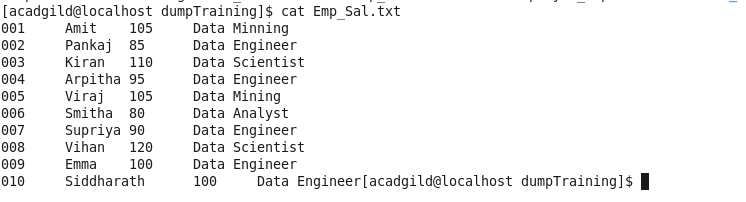 [acadgild@localhost dumpTraining]$ cat Emp_Sal.txt
001     Amit    105     Data Minning
002     Pankaj  85      Data Engineer
003     Kiran   110     Data Scientist
004     Arpitha 95      Data Engineer
005     Viraj   105     Data Mining
006     Smitha  80      Data Analyst
007     Supriya 90      Data Engineer
008     Vihan   120     Data Scientist
009     Emma    100     Data Engineer
010     Siddharath      100     Data Engineer[acadgild@localhost dumpTraining]$